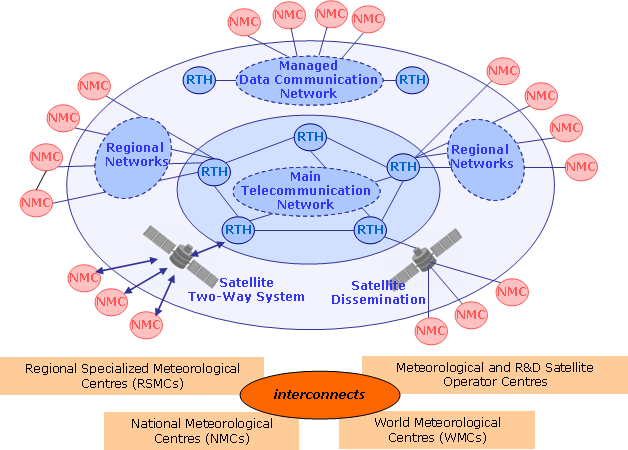 NMC
NMC
NMC
NMC
Managed
Data Communication
Network
RTH
RTH
NMC
NMC
NMC
NMC
NMC
NMC
NMC
NMC
NMC
Regional
Networks
Regional
Networks
RTH
RTH
RTH
Main
Telecommunication
Network
RTH
RTH
Satellite
Two-Way System
Satellite
Dissemination
NMC
NMC
NMC
NMC
NMC
NMC
Regional Specialized Meteorological
Centres (RSMCs)
Meteorological and R&D Satellite
Operator Centres
interconnects
National Meteorological
Centres (NMCs)
World Meteorological
Centres (WMCs)